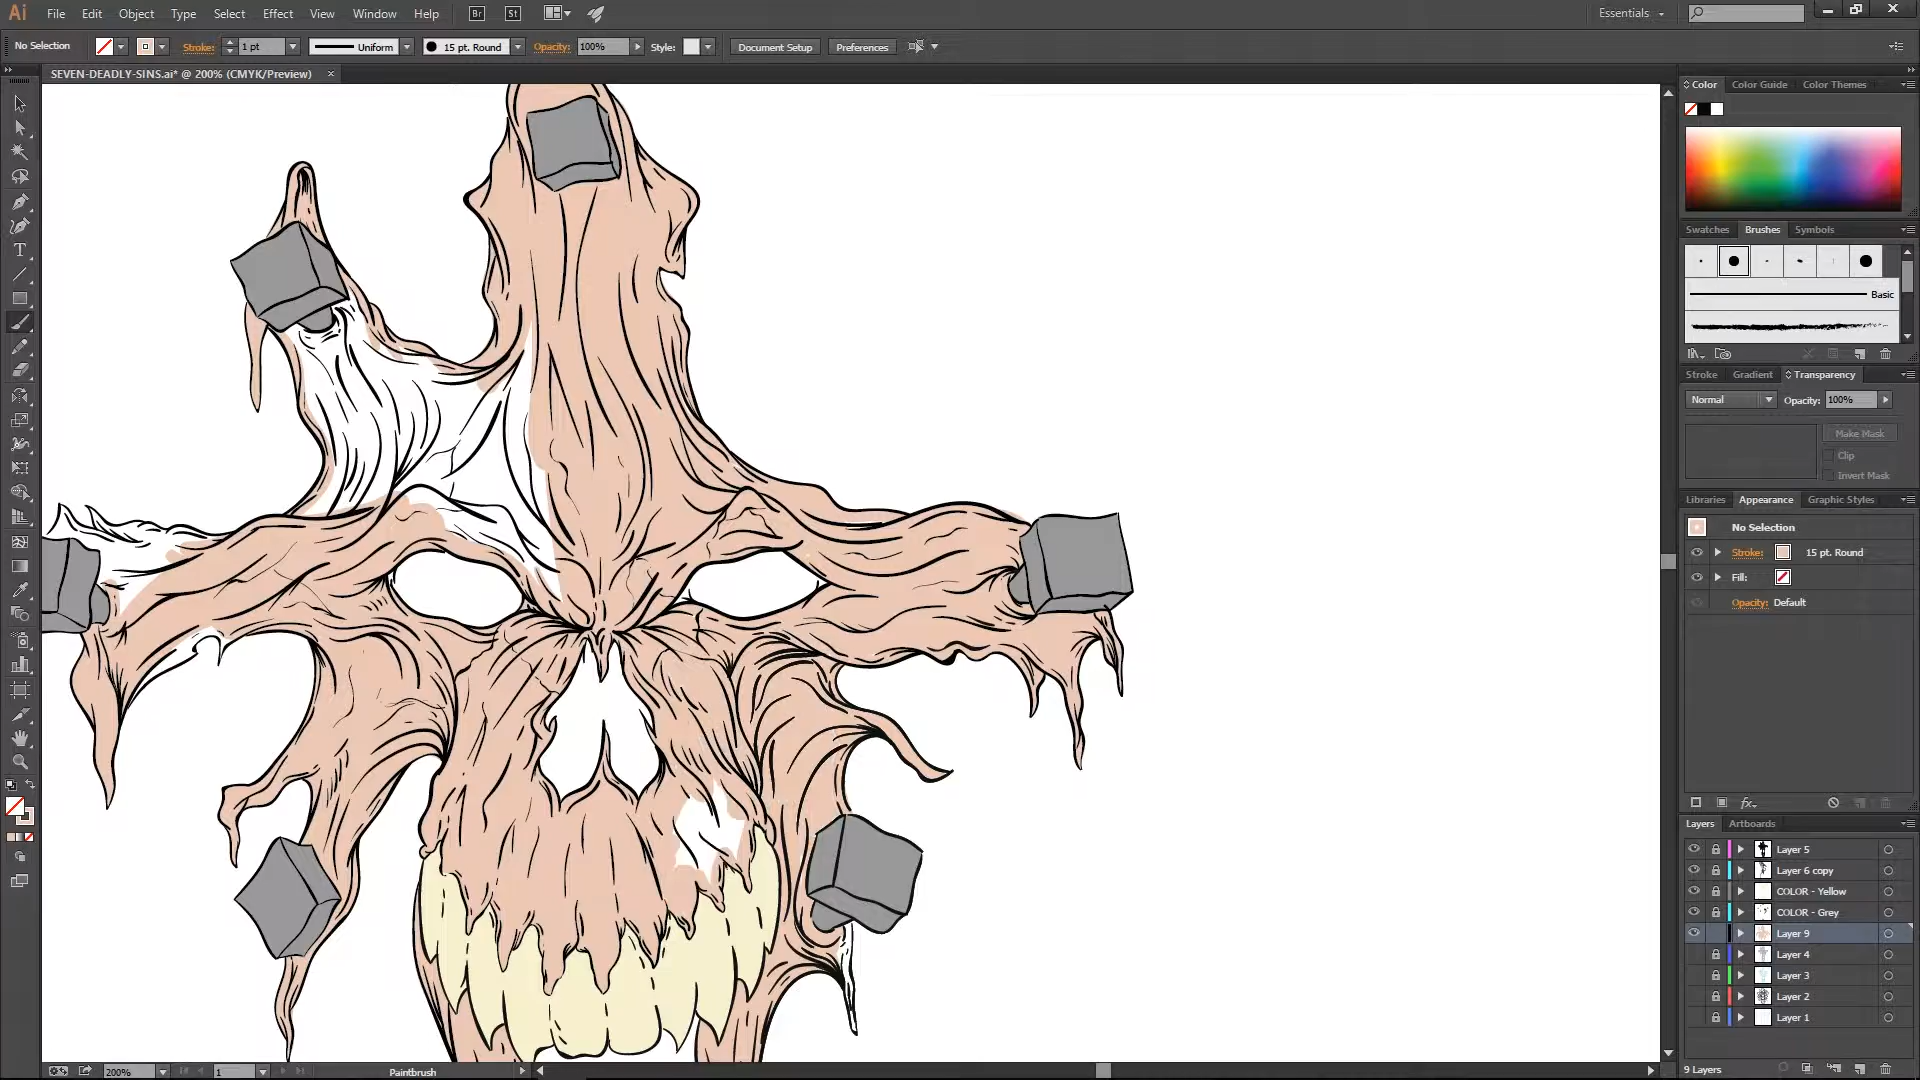 Ai File Edit Object Type Select Effect View Window Help Br St Essentials
No Selection Stroke: 1 pt Uniform 15 pt. Round Opacity: 100% Style: Document Setup Preferences
SEVEN-DEADLY-SINS.ai* @ 200% (CMYK/Preview) ×
Color Color Guide Color Themes
Swatches Brushes Symbols
Basic
Stroke Gradient Transparency
Normal Opacity: 100%
Make Mask
Clip
Invert Mask
Libraries Appearance Graphic Styles
No Selection
Stroke: 15 pt. Round
Fill:
Opacity: Default
fx
Layers Artboards
Layer 5
Layer 6 copy
COLOR - Yellow
COLOR - Grey
Layer 9
Layer 4
Layer 3
Layer 2
Layer 1
200% 1 Paintbrush
9 Layers